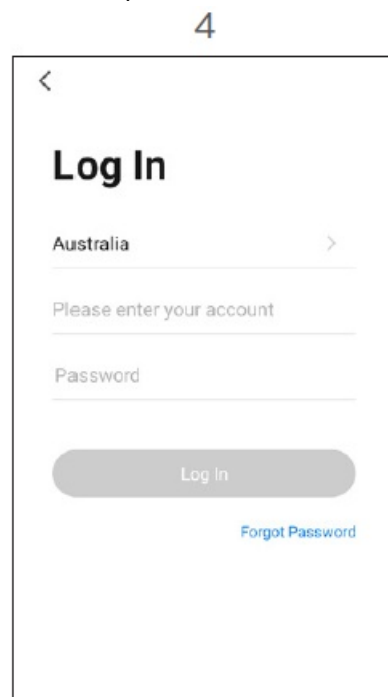 4
Log In
Australia
Please enter your account
Password
Log In
Forgot Password